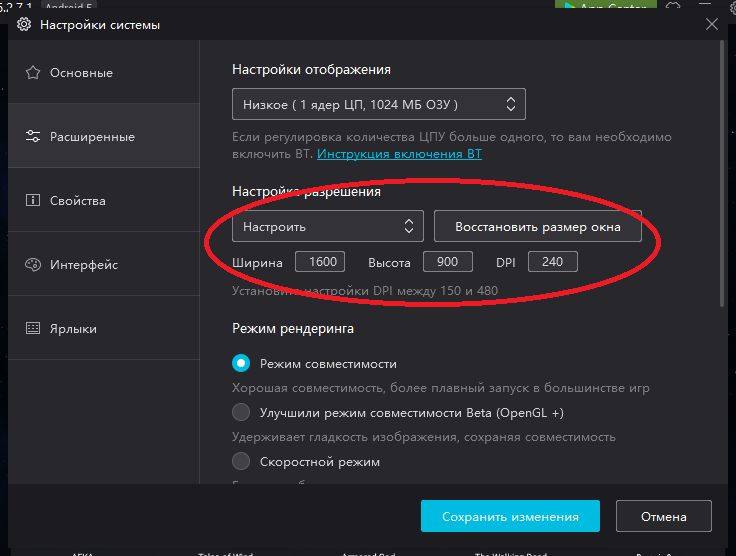 5.2.7.1 Android 5 App Center
Настройки системы
Основные
Расширенные
Свойства
Интерфейс
Ярлыки
Настройки отображения
Низкое ( 1 ядер ЦП, 1024 МБ ОЗУ )
Если регулировка количества ЦПУ больше одного, то вам необходимо
включить ВТ. Инструкция включения ВТ
Настройка разрешения
Настроить Восстановить размер окна
Ширина 1600 Высота 900 DPI 240
Установить настройки DPI между 150 и 480
Режим рендеринга
Режим совместимости
Хорошая совместимость, более плавный запуск в большинстве игр
Улучшили режим совместимости Beta (OpenGL +)
Удерживает гладкость изображения, сохраняя совместимость
Скоростной режим
Сохранить изменения Отмена